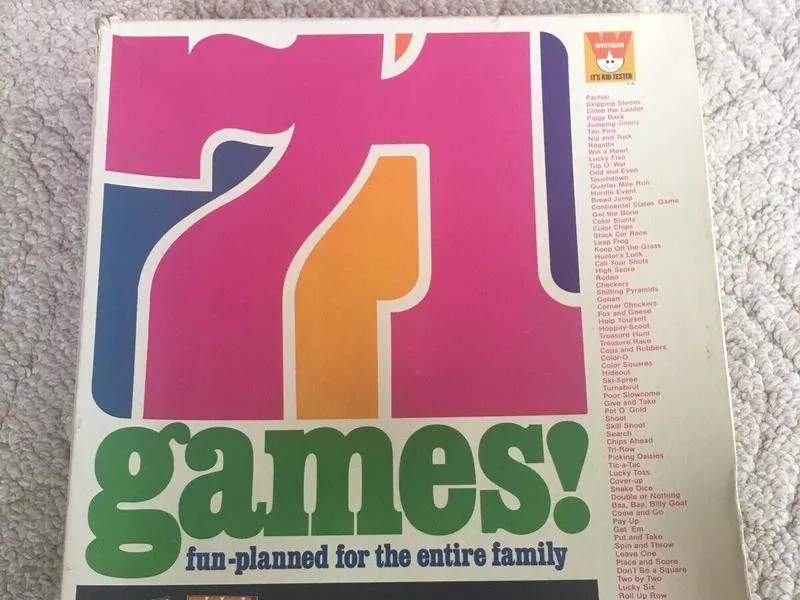 71
games!
fun-planned for the entire family
WHITMAN
IT'S KID TESTED
Pachisi
Skipping Stones
Climb the Ladder
Piggy Back
Jumping Jimmy
Ten Pins
Nip and Tuck
Regatta
Win a Heart
Lucky Five
Tug O' War
Odd and Even
Touchdown
Quarter Mile Run
Hurdle Event
Bread Jump
Continental States Game
Get the Bone
Color Stunts
Color Chips
Stock Car Race
Leap Frog
Keep Off the Grass
Hunter's Luck
Call Your Shots
High Score
Rodeo
Checkers
Shifting Pyramids
Goban
Corner Checkers
Fox and Geese
Help Yourself
Hoppity-Scoot
Treasure Hunt
Treasure Race
Cops and Robbers
Color-O
Color Squares
Hideout
Ski-Spree
Turnabout
Poor Slowcome
Give and Take
Pot O' Gold
Shoot
Skill Shoot
Search
Chips Ahead
Tri-Row
Picking Daisies
Tic-a-Tac
Lucky Toss
Cover-up
Snake Dice
Double or Nothing
Baa, Baa, Billy Goat
Come and Go
Pay Up
Get 'Em
Put and Take
Spin and Throw
Leave One
Place and Score
Don't Be a Square
Two by Two
Lucky Six
Roll Up Row